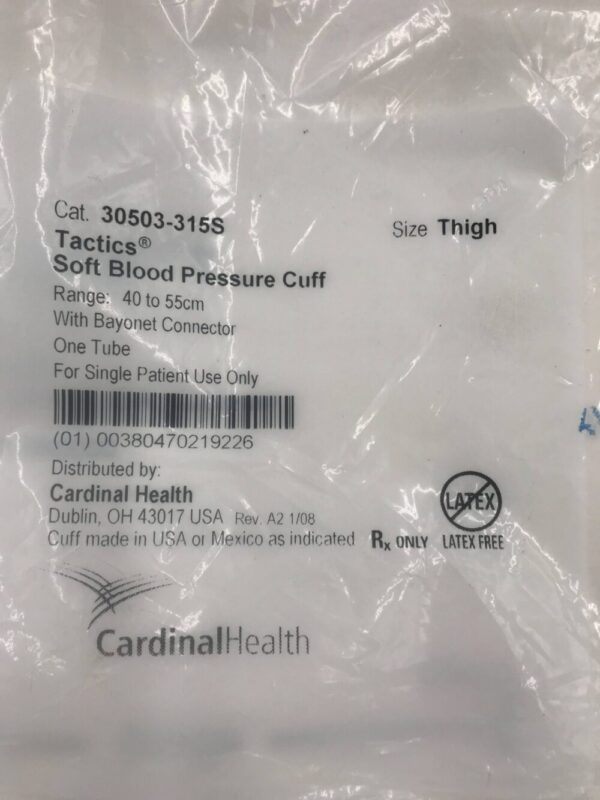 Cat. 30503-315S
Size Thigh
Tactics®
Soft Blood Pressure Cuff
Range: 40 to 55cm
With Bayonet Connector
One Tube
For Single Patient Use Only
(01) 00380470219226
Distributed by:
Cardinal Health
Dublin, OH 43017 USA Rev. A2 1/08
Cuff made in USA or Mexico as indicated
Rx ONLY
LATEX
LATEX FREE
CardinalHealth